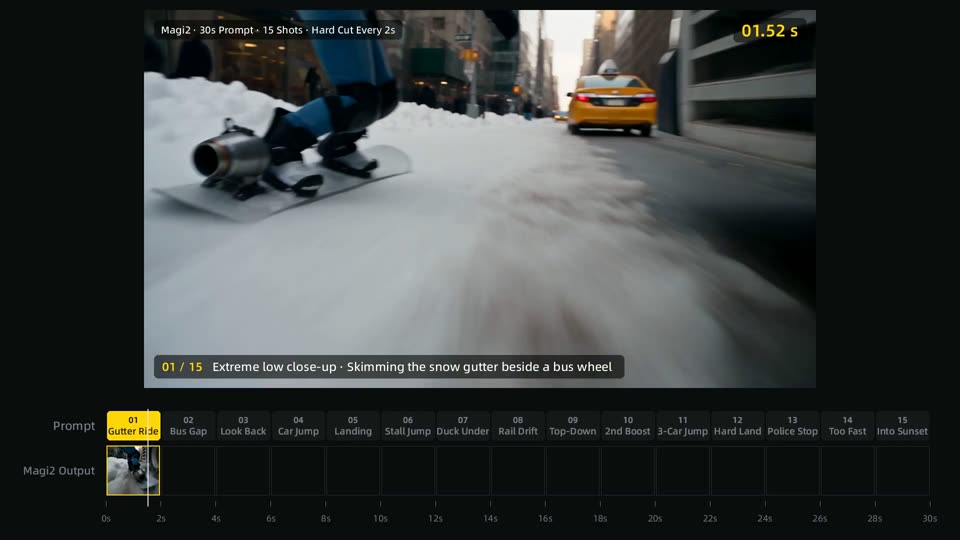 Magi2 · 30s Prompt · 15 Shots · Hard Cut Every 2s
01.52 s
01 / 15 Extreme low close-up · Skimming the snow gutter beside a bus wheel
Prompt
01
Gutter Ride
02
Bus Gap
03
Look Back
04
Car Jump
05
Landing
06
Stall Jump
07
Duck Under
08
Rail Drift
09
Top-Down
10
2nd Boost
11
3-Car Jump
12
Hard Land
13
Police Stop
14
Too Fast
15
Into Sunset
Magi2 Output
0s 2s 4s 6s 8s 10s 12s 14s 16s 18s 20s 22s 24s 26s 28s 30s